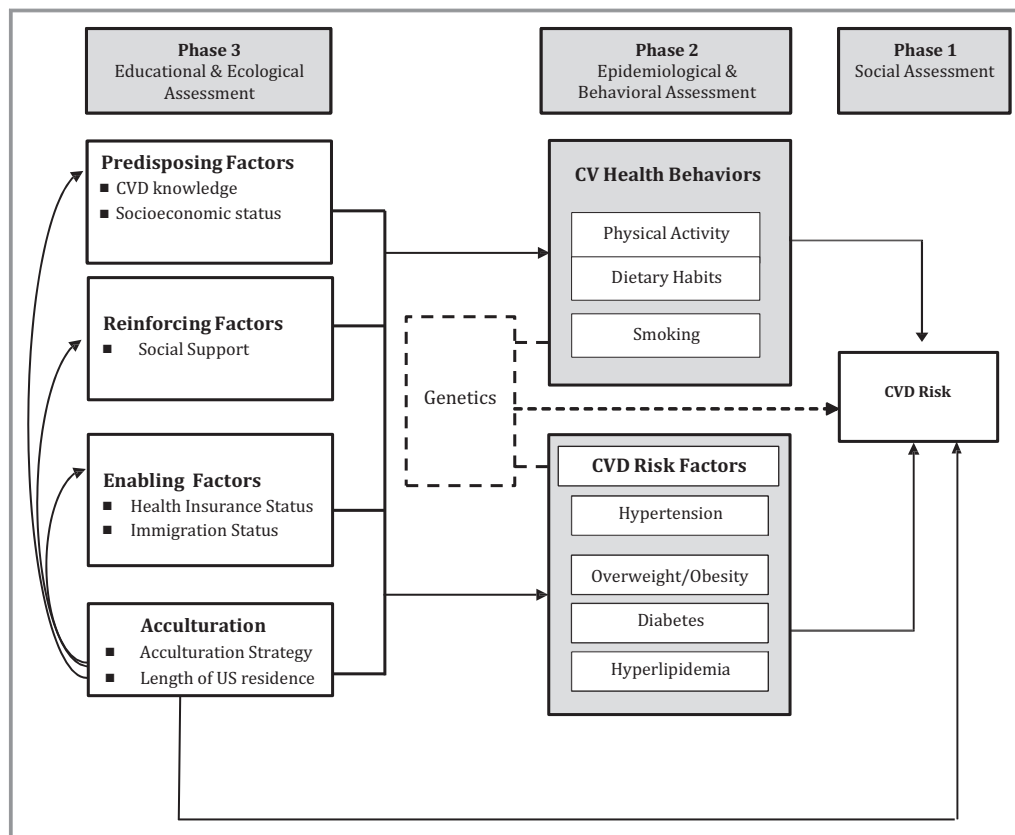 Phase 3
Educational & Ecological
Assessment
Phase 2
Epidemiological &
Behavioral Assessment
Phase 1
Social Assessment
Predisposing Factors
■ CVD knowledge
■ Socioeconomic status
Reinforcing Factors
■ Social Support
Enabling Factors
■ Health Insurance Status
■ Immigration Status
Acculturation
■ Acculturation Strategy
■ Length of US residence
Genetics
CV Health Behaviors
Physical Activity
Dietary Habits
Smoking
CVD Risk Factors
Hypertension
Overweight/Obesity
Diabetes
Hyperlipidemia
CVD Risk